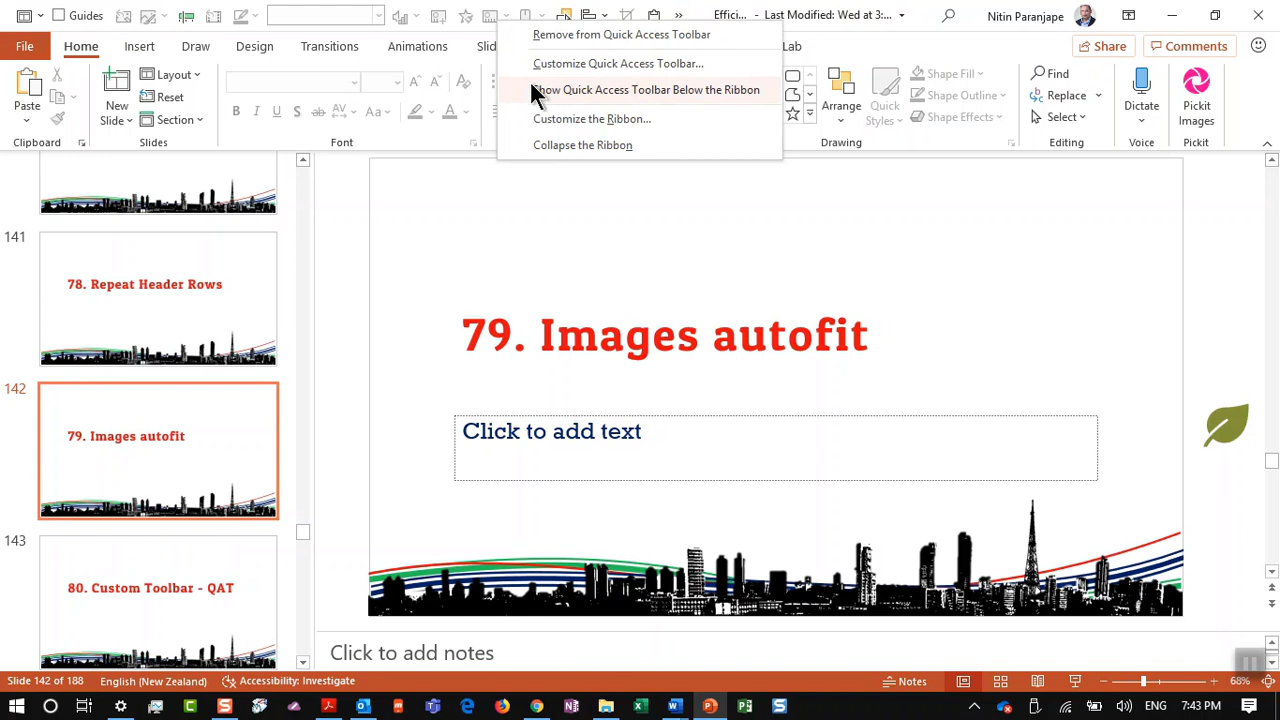 Guides
Effici...
- Last Modified: Wed at 3:...
Nitin Paranjape
File
Home
Insert
Draw
Design
Transitions
Animations
Slid
Lab
Share
Comments
Remove from Quick Access Toolbar
Customize Quick Access Toolbar...
Show Quick Access Toolbar Below the Ribbon
Customize the Ribbon...
Collapse the Ribbon
Paste
Clipboard
New
Slide
Layout
Reset
Section
Slides
B
I
U
S
ab
AV
Aa
A
Font
Arrange
Quick
Styles
Shape Fill
Shape Outline
Shape Effects
Drawing
Find
Replace
Select
Editing
Dictate
Voice
Pickit
Images
Pickit
141
78. Repeat Header Rows
142
79. Images autofit
143
80. Custom Toolbar - QAT
79. Images autofit
Click to add text
Click to add notes
Slide 142 of 188
English (New Zealand)
Accessibility: Investigate
Notes
68%
7:43 PM